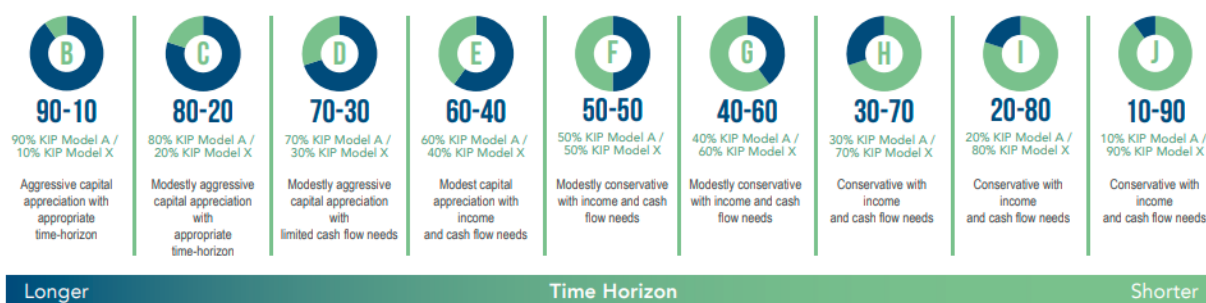 B
90-10
90% KIP Model A /
10% KIP Model X
Aggressive capital
appreciation with
appropriate
time-horizon
C
80-20
80% KIP Model A /
20% KIP Model X
Modestly aggressive
capital appreciation
with
appropriate
time-horizon
D
70-30
70% KIP Model A /
30% KIP Model X
Modestly aggressive
capital appreciation
with
limited cash flow needs
E
60-40
60% KIP Model A /
40% KIP Model X
Modest capital
appreciation with
income
and cash flow needs
F
50-50
50% KIP Model A /
50% KIP Model X
Modestly conservative
with income and cash
flow needs
G
40-60
40% KIP Model A /
60% KIP Model X
Modestly conservative
with income and cash
flow needs
H
30-70
30% KIP Model A /
70% KIP Model X
Conservative with
income
and cash flow needs
I
20-80
20% KIP Model A /
80% KIP Model X
Conservative with
income
and cash flow needs
J
10-90
10% KIP Model A /
90% KIP Model X
Conservative with
income
and cash flow needs
Longer
Time Horizon
Shorter